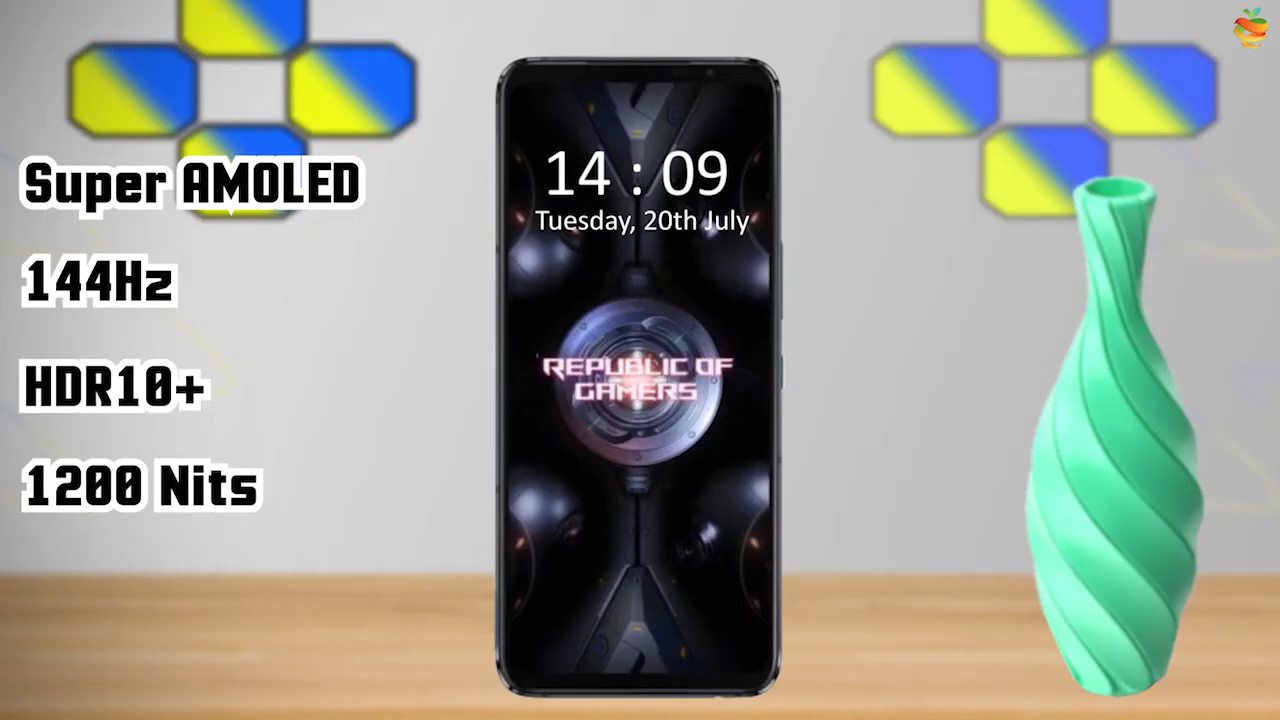 Super AMOLED
144Hz
HDR10+
1200 Nits
14 : 09
Tuesday, 20th July
REPUBLIC OF
GAMERS